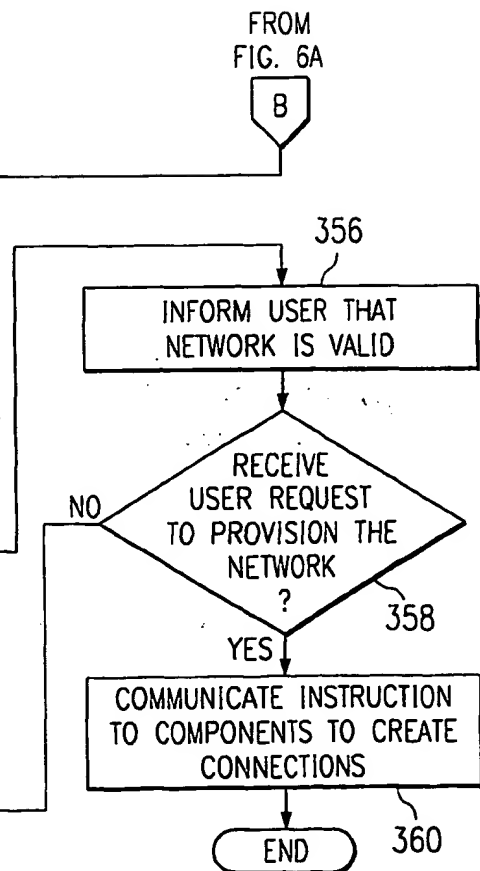 FROM
FIG. 6A
B
356
INFORM USER THAT
NETWORK IS VALID
RECEIVE
USER REQUEST
TO PROVISION THE
NETWORK
?
NO
358
YES
COMMUNICATE INSTRUCTION
TO COMPONENTS TO CREATE
CONNECTIONS
360
END